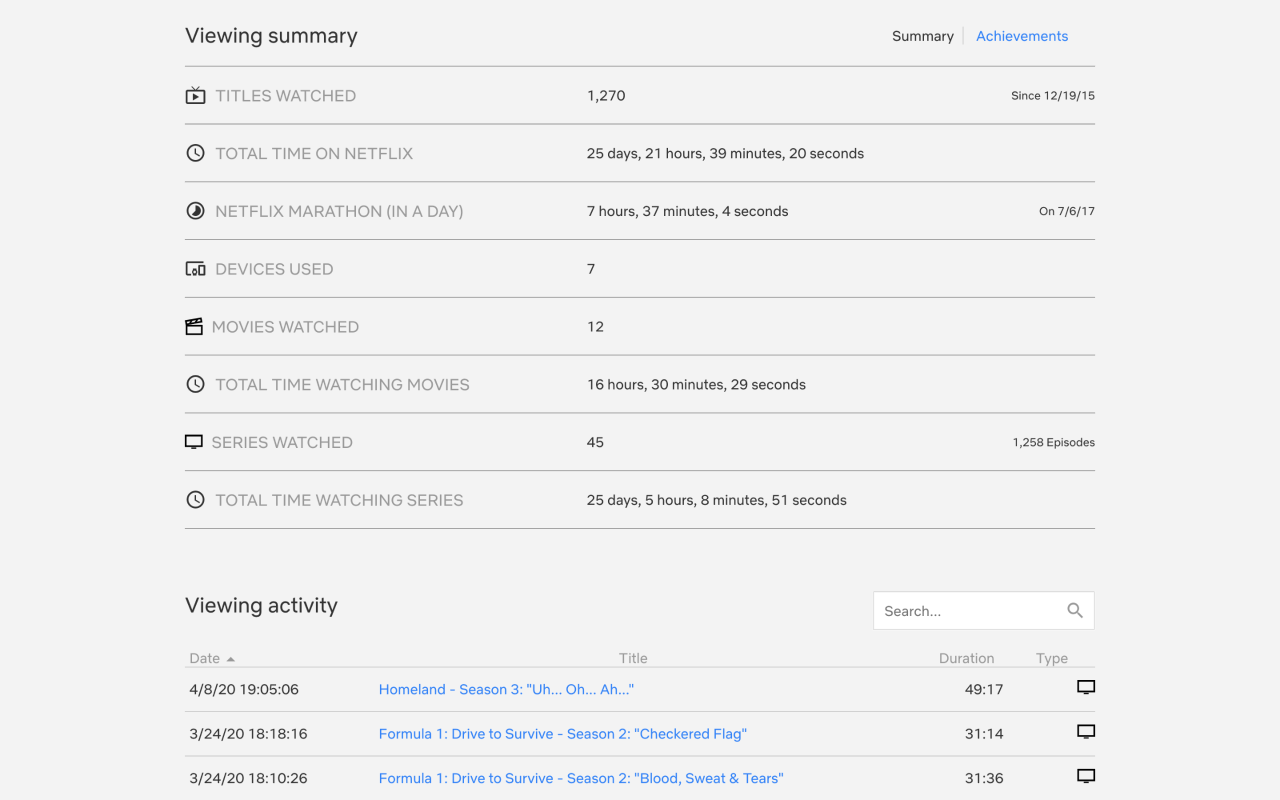 Viewing summary
Summary
Achievements
TITLES WATCHED 1,270 Since 12/19/15
TOTAL TIME ON NETFLIX 25 days, 21 hours, 39 minutes, 20 seconds
NETFLIX MARATHON (IN A DAY) 7 hours, 37 minutes, 4 seconds On 7/6/17
DEVICES USED 7
MOVIES WATCHED 12
TOTAL TIME WATCHING MOVIES 16 hours, 30 minutes, 29 seconds
SERIES WATCHED 45 1,258 Episodes
TOTAL TIME WATCHING SERIES 25 days, 5 hours, 8 minutes, 51 seconds
Viewing activity
Search...
Date Title Duration Type
4/8/20 19:05:06 Homeland - Season 3: "Uh... Oh... Ah..." 49:17
3/24/20 18:18:16 Formula 1: Drive to Survive - Season 2: "Checkered Flag" 31:14
3/24/20 18:10:26 Formula 1: Drive to Survive - Season 2: "Blood, Sweat & Tears" 31:36